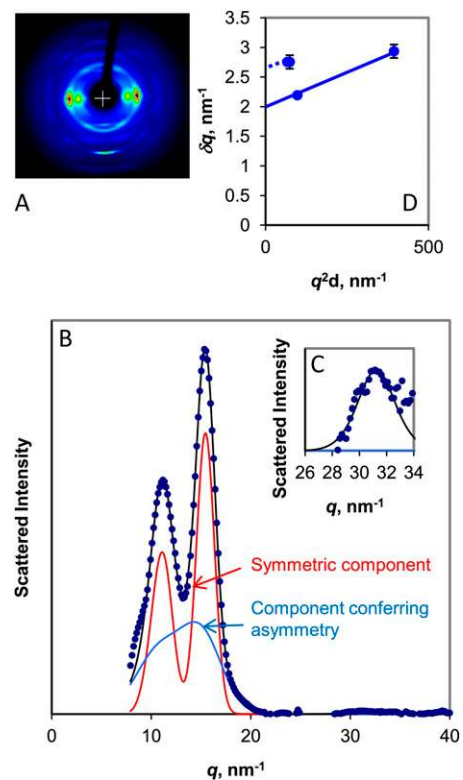 A
3.5
3
2.5
2
1.5
1
0.5
0
δq, nm-1
D
0
500
q²d, nm-1
B
C
Scattered Intensity
26 28 30 32 34
q, nm-1
Scattered Intensity
Symmetric component
Component conferring
asymmetry
0 10 20 30 40
q, nm-1